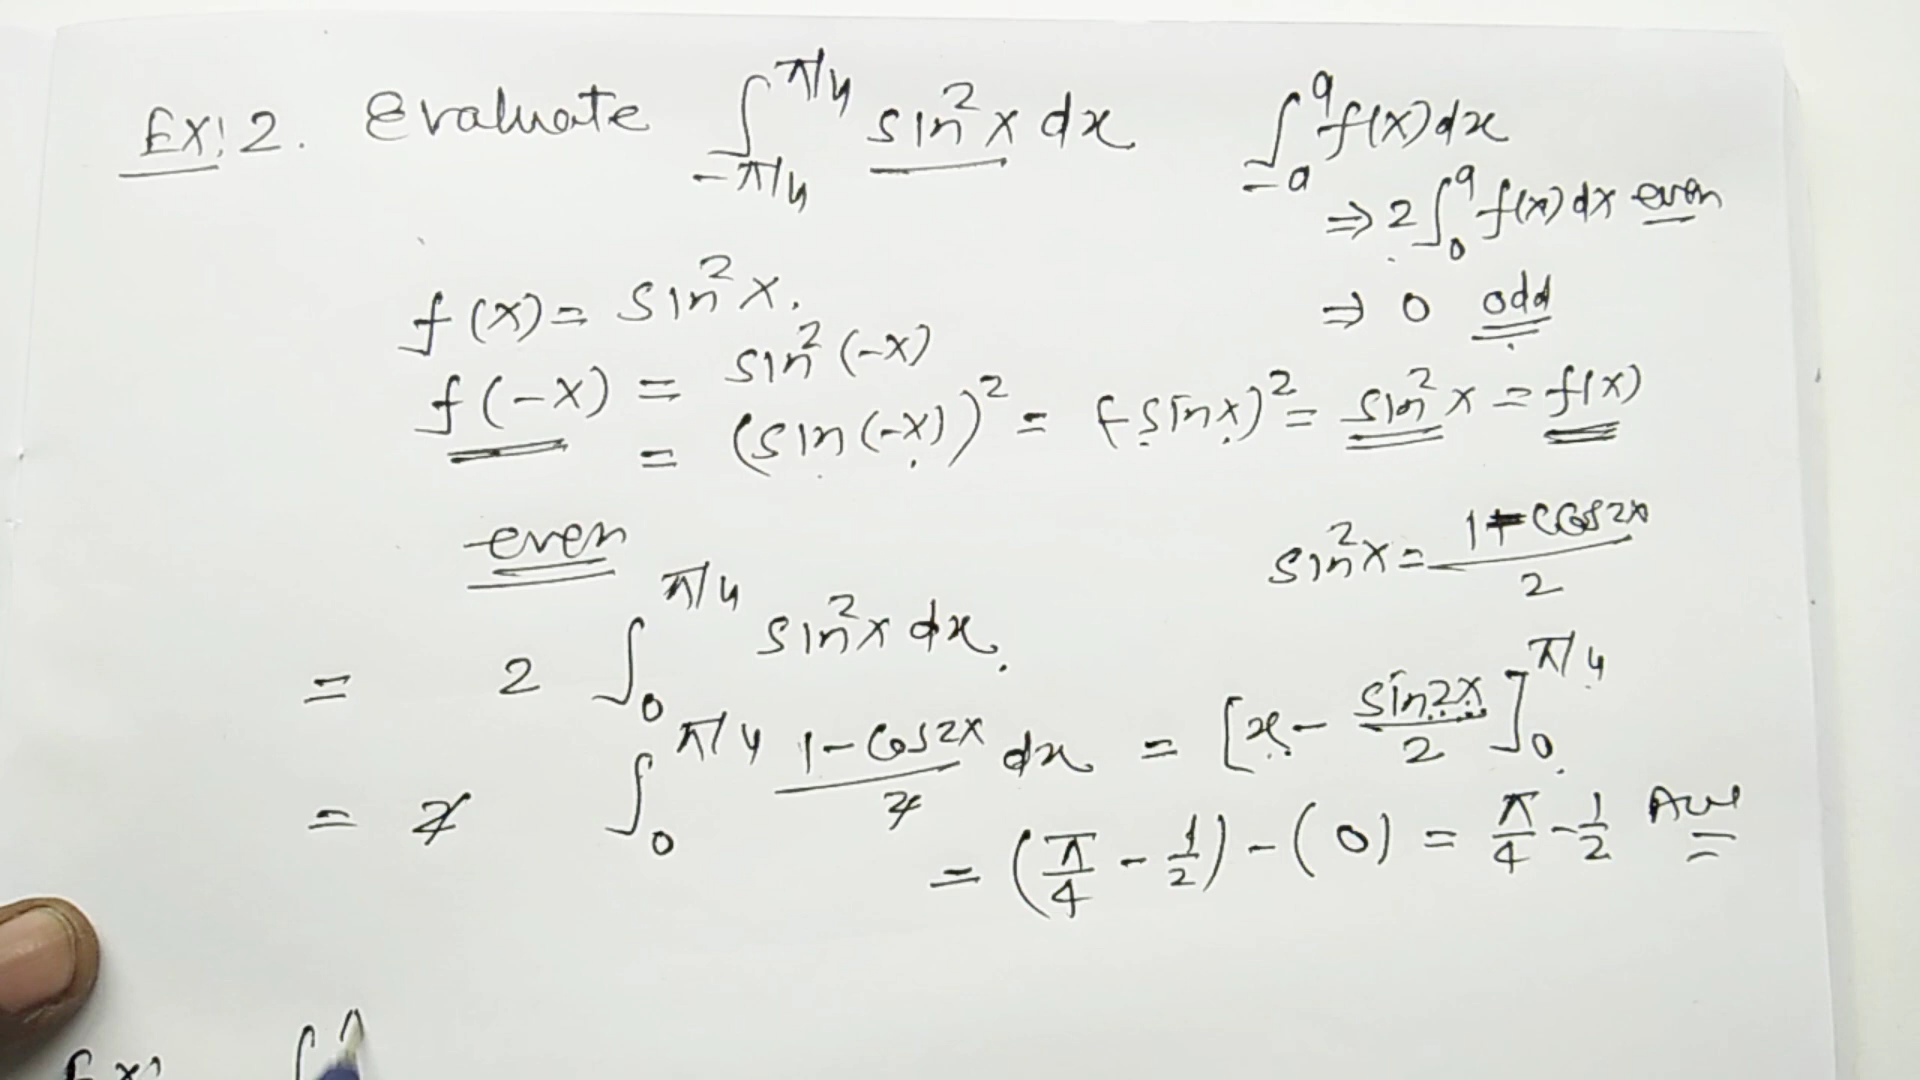 Ex: 2. Evaluate ∫_{-π/4}^{π/4} sin²x dx
∫_{-a}^{a} f(x)dx
⇒ 2∫_0^a f(x) dx even
⇒ 0 odd
f(x) = sin²x.
f(-x) = sin²(-x)
= (sin(-x))² = (-sinx)² = sin²x = f(x)
even
sin²x = (1-cos2x)/2
= 2 ∫_0^{π/4} sin²x dx.
= 2 ∫_0^{π/4} (1-cos2x)/2 dx = [x - sin2x/2]_0^{π/4}
= (π/4 - 1/2) - (0) = π/4 - 1/2 Ans
Ex:  ∫